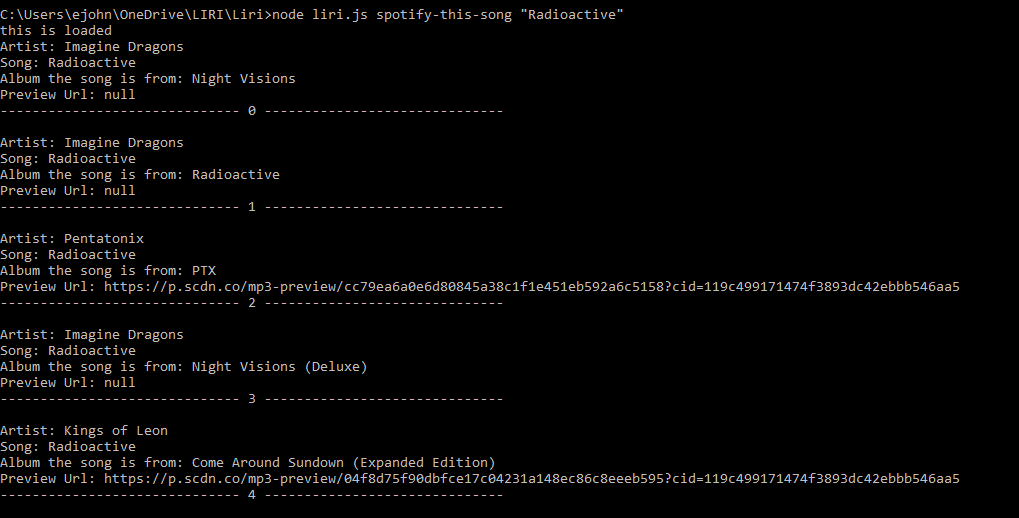 C:\Users\ejohn\OneDrive\LIRI\Liri>node liri.js spotify-this-song "Radioactive"
this is loaded
Artist: Imagine Dragons
Song: Radioactive
Album the song is from: Night Visions
Preview Url: null
------------------------------ 0 ------------------------------
Artist: Imagine Dragons
Song: Radioactive
Album the song is from: Radioactive
Preview Url: null
------------------------------ 1 ------------------------------
Artist: Pentatonix
Song: Radioactive
Album the song is from: PTX
Preview Url: https://p.scdn.co/mp3-preview/cc79ea6a0e6d80845a38c1f1e451eb592a6c5158?cid=119c499171474f3893dc42ebbb546aa5
------------------------------ 2 ------------------------------
Artist: Imagine Dragons
Song: Radioactive
Album the song is from: Night Visions (Deluxe)
Preview Url: null
------------------------------ 3 ------------------------------
Artist: Kings of Leon
Song: Radioactive
Album the song is from: Come Around Sundown (Expanded Edition)
Preview Url: https://p.scdn.co/mp3-preview/04f8d75f90dbfce17c04231a148ec86c8eeeb595?cid=119c499171474f3893dc42ebbb546aa5
------------------------------ 4 ------------------------------